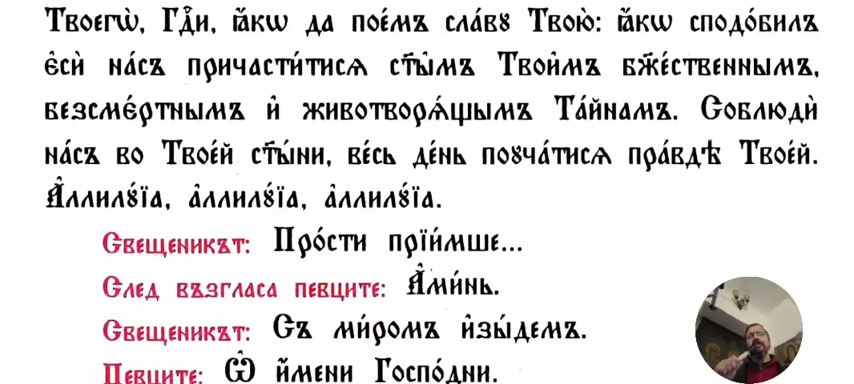 Твоегѡ̀, Гдⷭ҇и, ꙗ҆́кѡ да пое́мъ сла́вꙋ Твою̀: ꙗ҆́кѡ сподо́билъ
є҆сѝ на́съ причасти́тисѧ ст҃ы̑мъ Твои̑мъ бж҃е́ственнымъ,
безсме́ртнымъ и҆ животворѧ́щымъ Та́йнамъ. Соблюдѝ
на́съ во Твое́й ст҃ы́ни, ве́сь де́нь поꙋча́тисѧ пра́вдѣ Твое́й.
А҆ллилꙋ́їа, а҆ллилꙋ́їа, а҆ллилꙋ́їа.
Свещеникът: Про́сти прїи́мше...
След възгласа певците: А҆ми́нь.
Свещеникът: Съ ми́ромъ и҆зы́демъ.
Певците: Ѽ и҆́мени Госпо́дни.